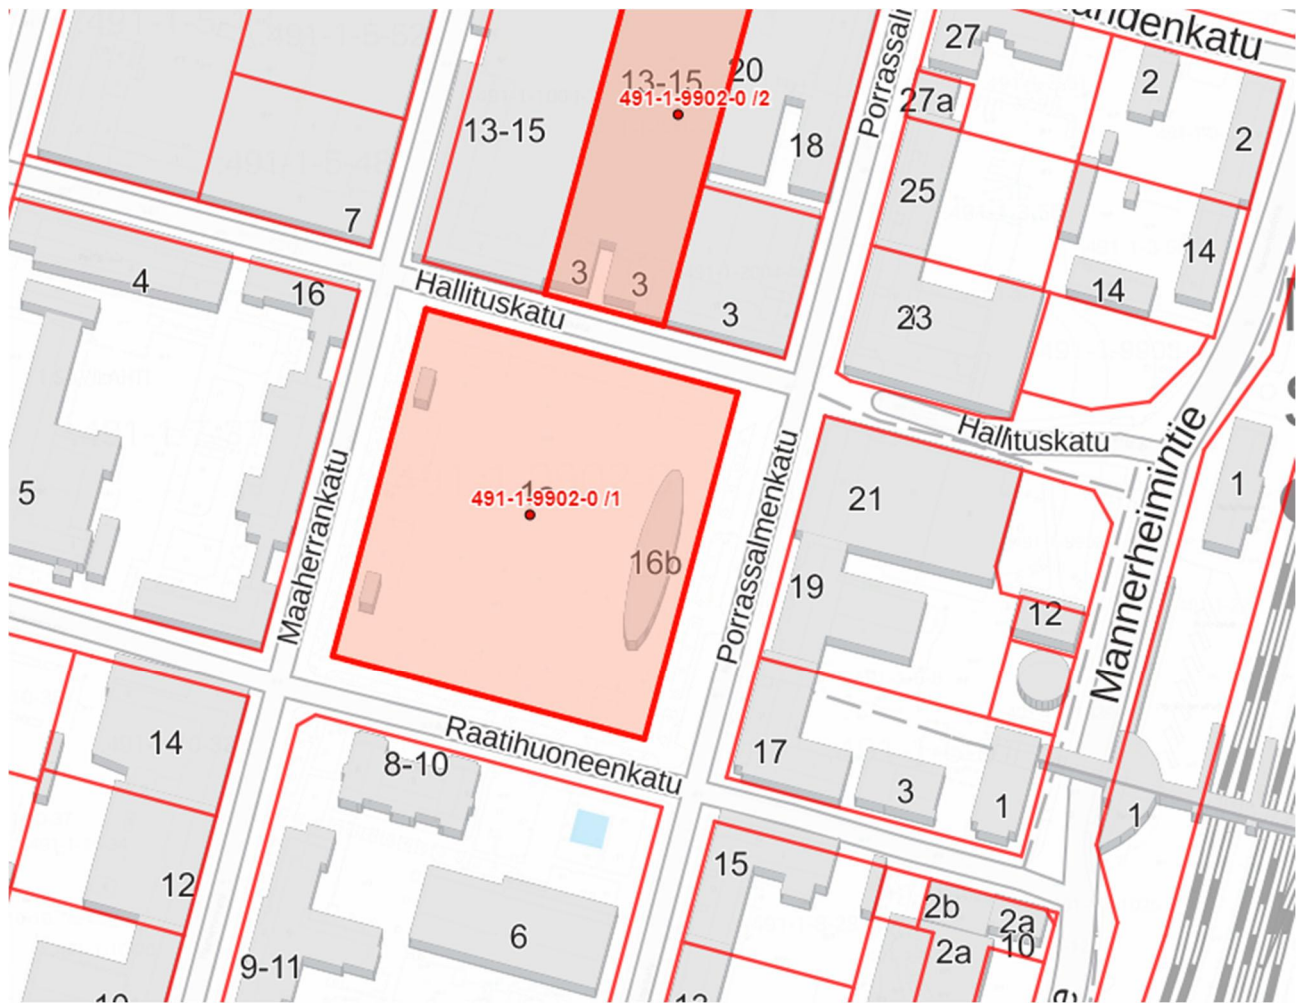 27
andenkatu
2
20
13-15
491-1-9902-0 /2
27a
Porrassal
13-15
18
2
25
7
14
4
16
3
3
14
3
23
Hallituskatu
Hallituskatu
Mannerheimintie
1
5
491-1-9902-0 /1
21
Maaherrankatu
16b
Porrassalmenkatu
19
12
14
8-10
Raatihuoneenkatu
17
3
1
1
15
12
2b
2a
2a
10
6
9-11